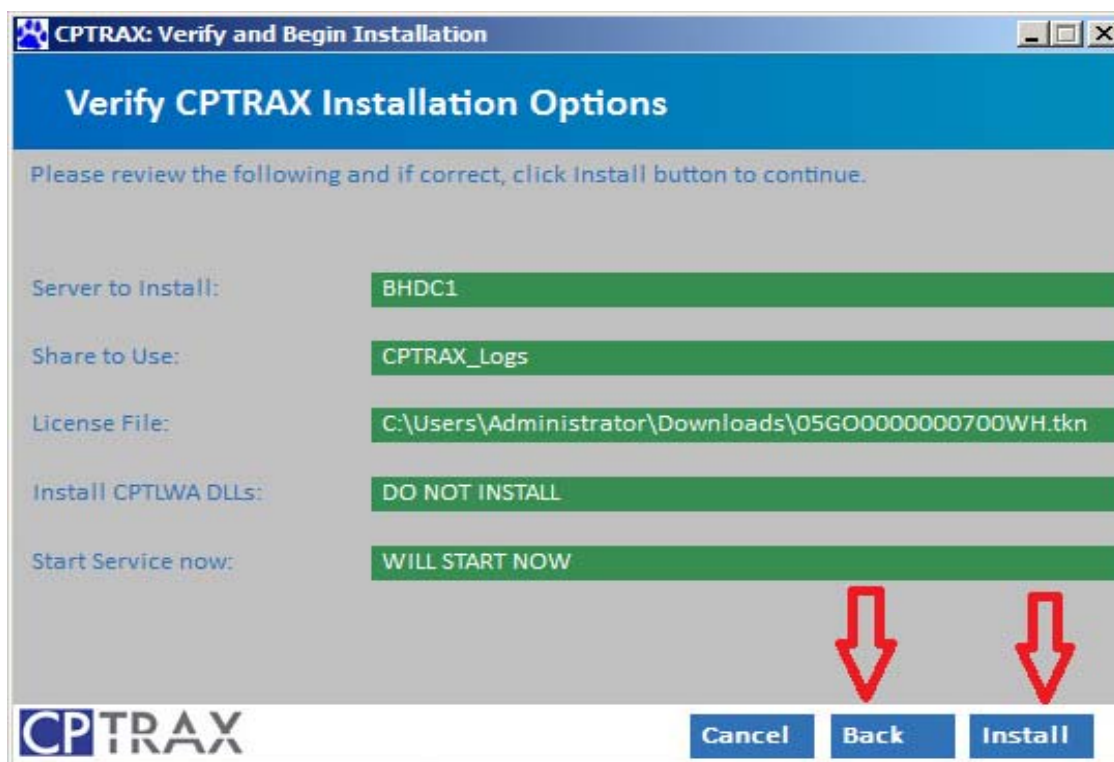 CPTRAX: Verify and Begin Installation
Verify CPTRAX Installation Options
Please review the following and if correct, click Install button to continue.
Server to Install: BHDC1
Share to Use: CPTRAX_Logs
License File: C:\Users\Administrator\Downloads\05GO0000000700WH.tkn
Install CPTLWA DLLs: DO NOT INSTALL
Start Service now: WILL START NOW
CPTRAX Cancel Back Install